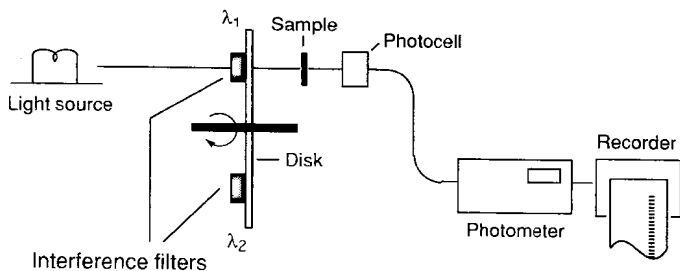 λ1
Sample
Photocell
Light source
Disk
Recorder
Photometer
λ2
Interference filters